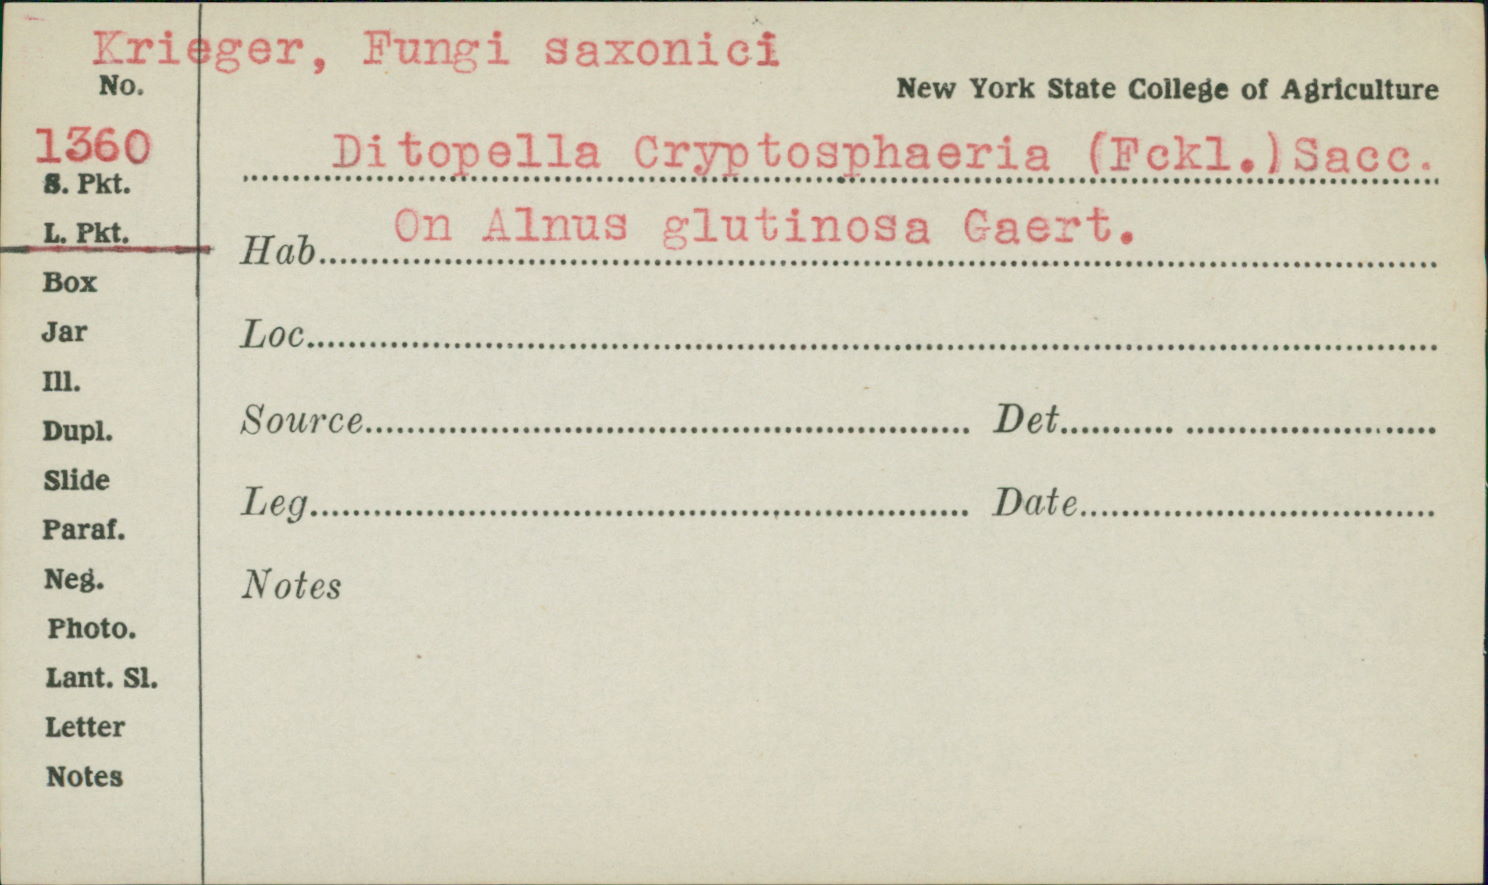 Krieger, Fungi saxonici
No.
New York State College of Agriculture
1360
Ditopella Cryptosphaeria (Fckl.) Sacc.
S. Pkt.
On Alnus glutinosa Gaert.
L. Pkt.
Hab.
Box
Jar
Loc.
Ill.
Source
Det.
Dupl.
Slide
Leg.
Date
Paraf.
Neg.
Notes
Photo.
Lant. Sl.
Letter
Notes